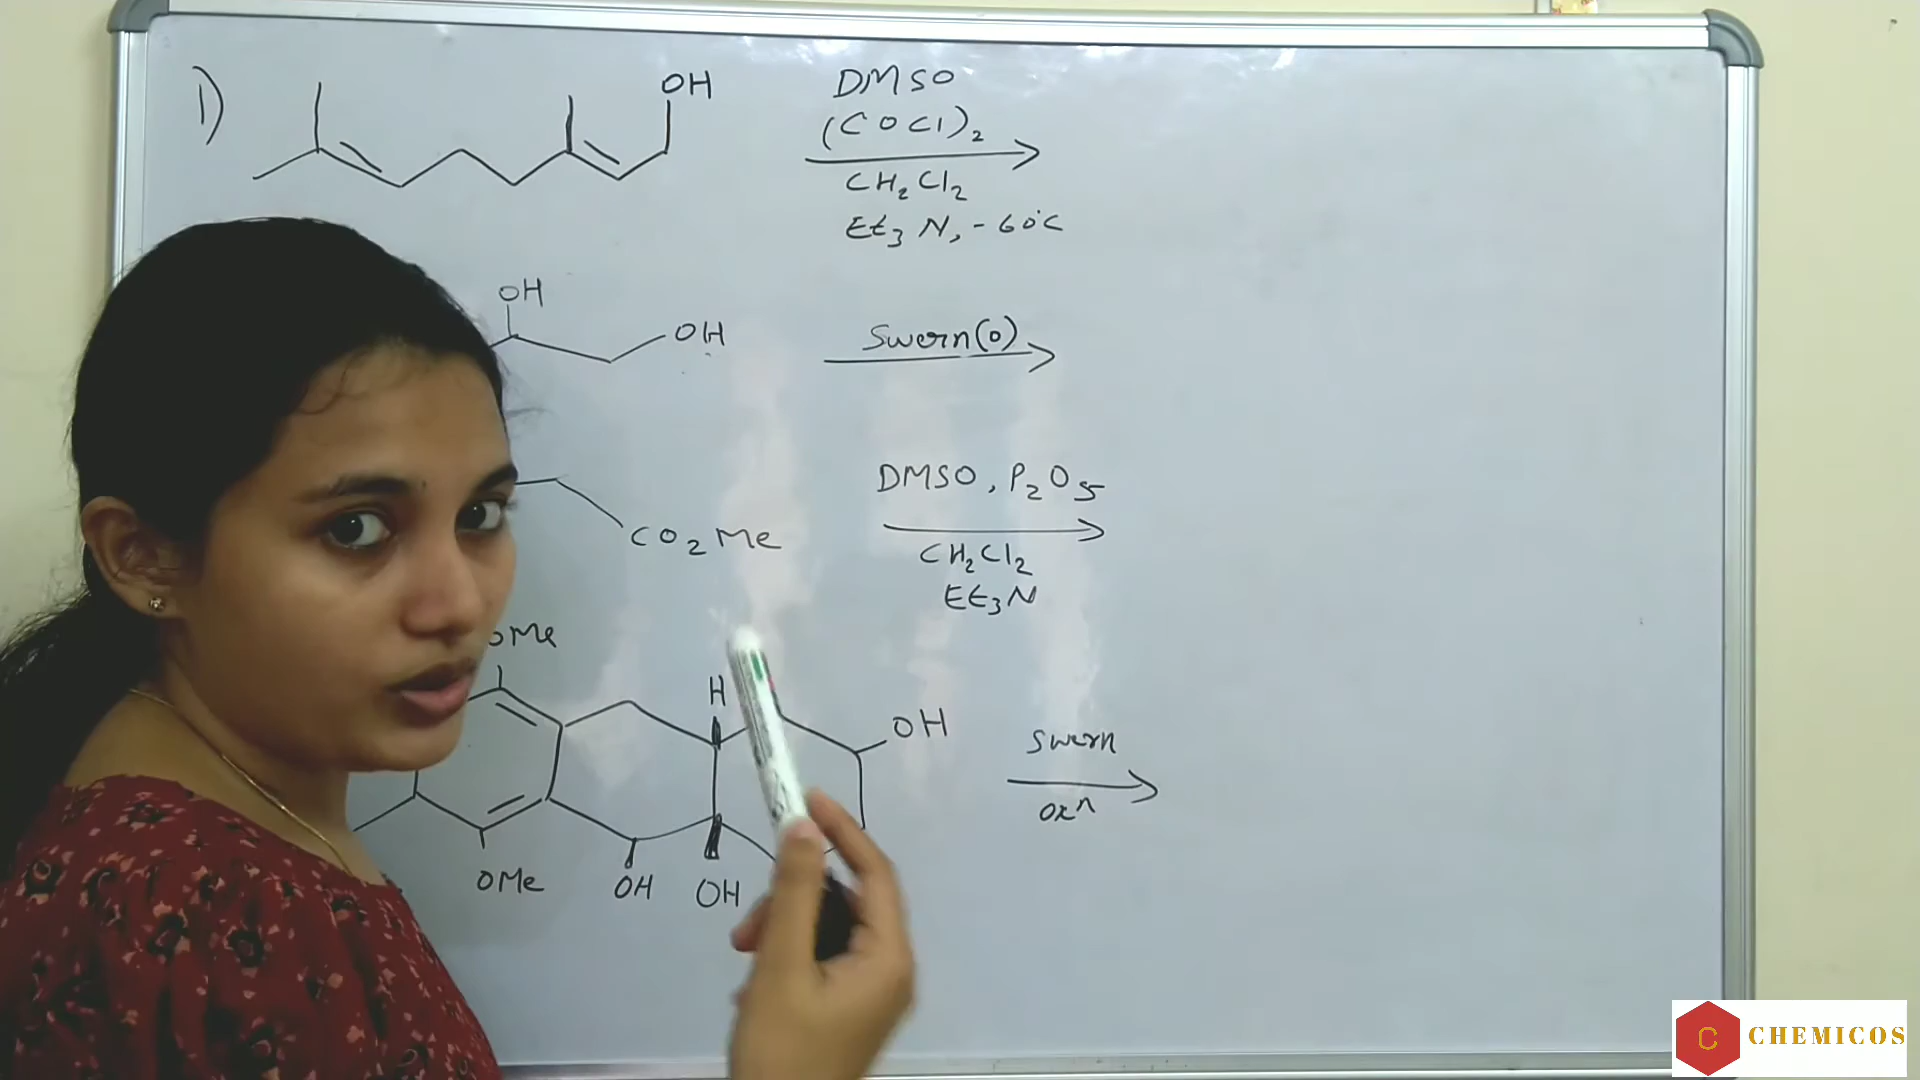 1)
OH
DMSO
(COCl)2
CH2Cl2
Et3N, -60°C
OH
OH
Swern(O)
CO2Me
DMSO, P2O5
CH2Cl2
Et3N
OMe
H
OH
Swern
oxn
OMe
OH
OH
C CHEMICOS